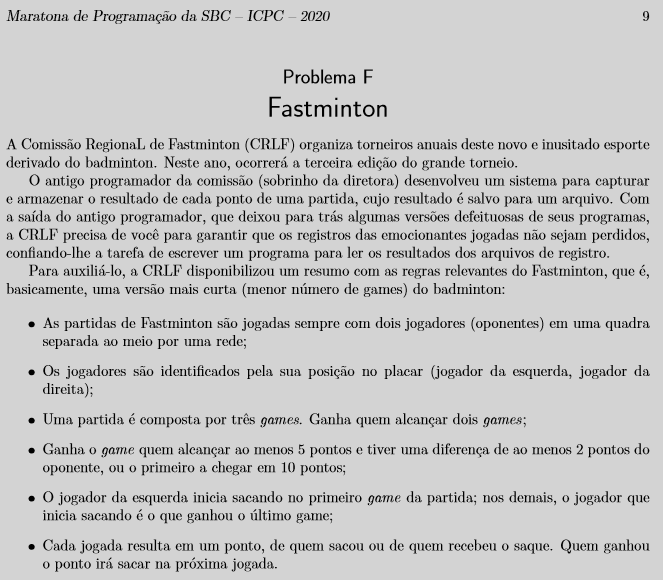 Maratona de Programação da SBC – ICPC – 2020 9
Problema F
Fastminton
A Comissão RegionaL de Fastminton (CRLF) organiza torneiros anuais deste novo e inusitado esporte
derivado do badminton. Neste ano, ocorrerá a terceira edição do grande torneio.
O antigo programador da comissão (sobrinho da diretora) desenvolveu um sistema para capturar
e armazenar o resultado de cada ponto de uma partida, cujo resultado é salvo para um arquivo. Com
a saída do antigo programador, que deixou para trás algumas versões defeituosas de seus programas,
a CRLF precisa de você para garantir que os registros das emocionantes jogadas não sejam perdidos,
confiando-lhe a tarefa de escrever um programa para ler os resultados dos arquivos de registro.
Para auxiliá-lo, a CRLF disponibilizou um resumo com as regras relevantes do Fastminton, que é,
basicamente, uma versão mais curta (menor número de games) do badminton:
• As partidas de Fastminton são jogadas sempre com dois jogadores (oponentes) em uma quadra
separada ao meio por uma rede;
• Os jogadores são identificados pela sua posição no placar (jogador da esquerda, jogador da
direita);
• Uma partida é composta por três games. Ganha quem alcançar dois games;
• Ganha o game quem alcançar ao menos 5 pontos e tiver uma diferença de ao menos 2 pontos do
oponente, ou o primeiro a chegar em 10 pontos;
• O jogador da esquerda inicia sacando no primeiro game da partida; nos demais, o jogador que
inicia sacando é o que ganhou o último game;
• Cada jogada resulta em um ponto, de quem sacou ou de quem recebeu o saque. Quem ganhou
o ponto irá sacar na próxima jogada.